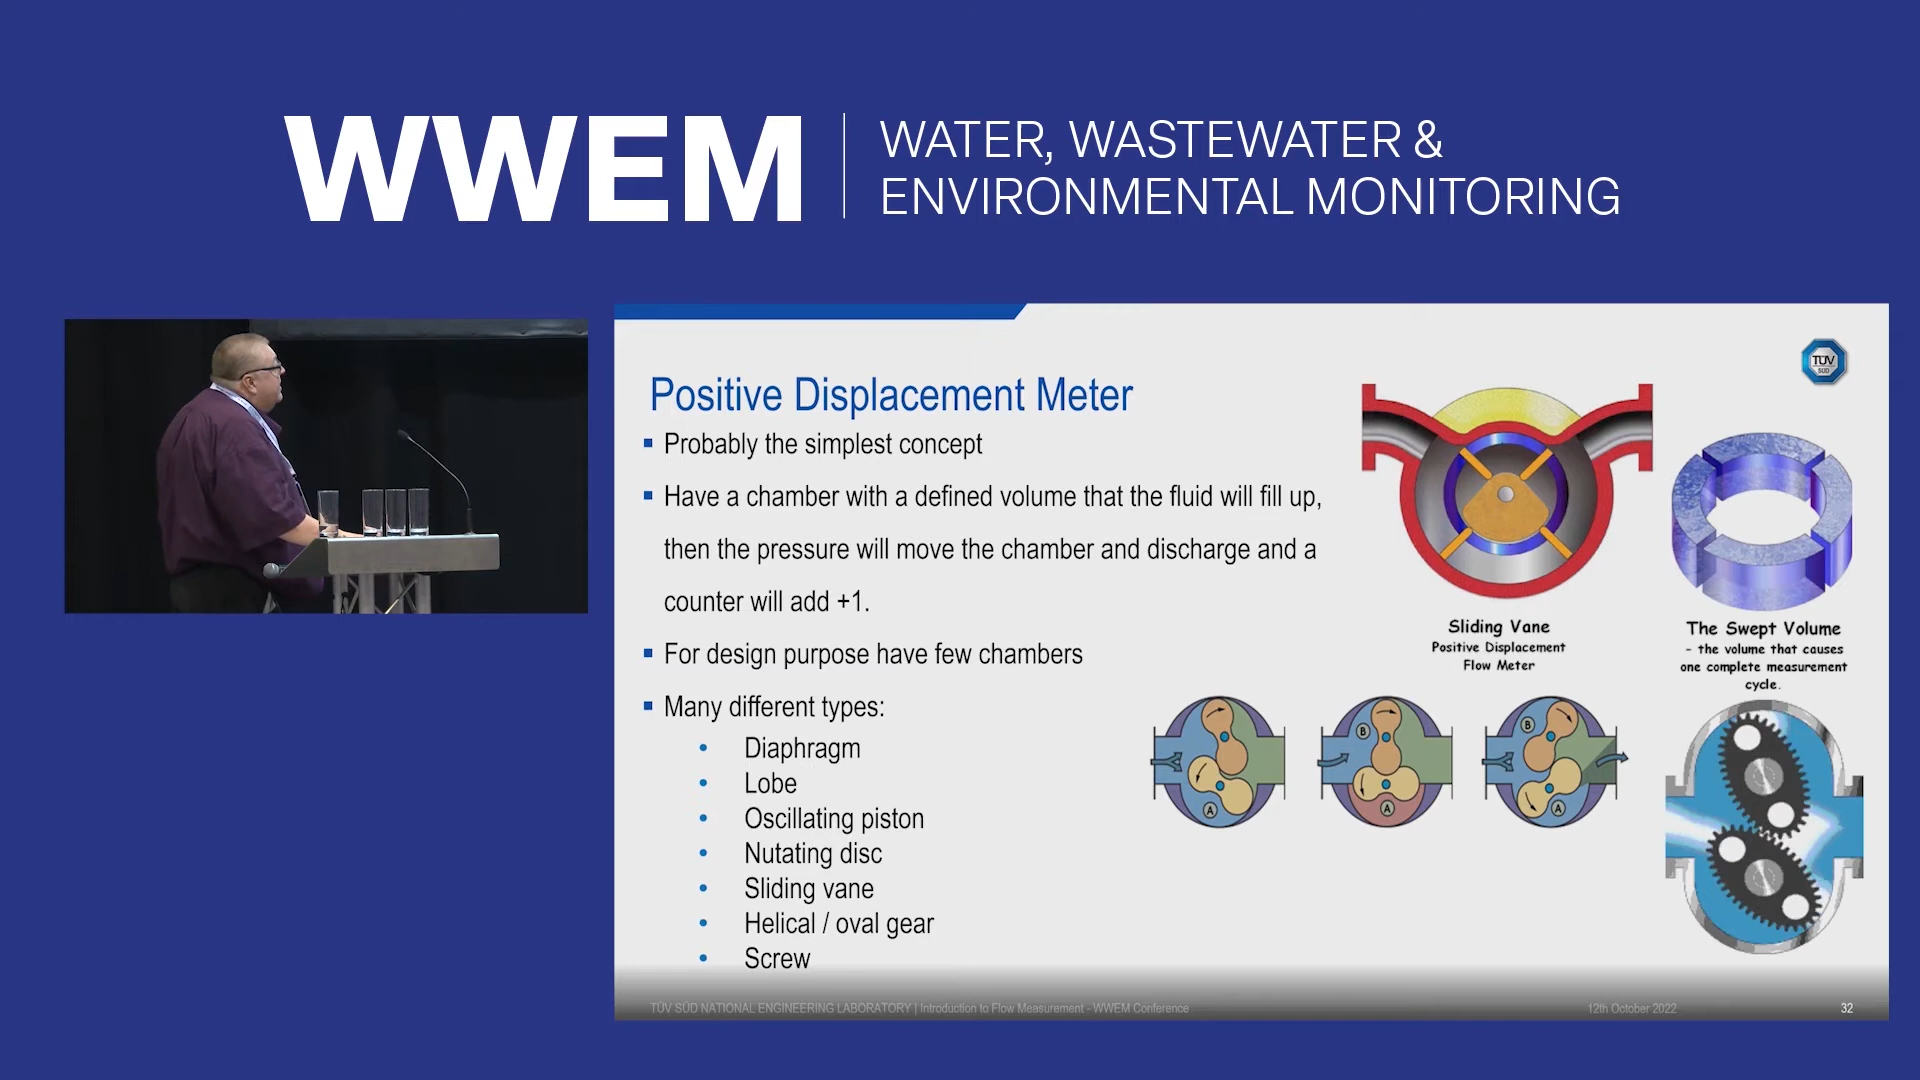 WWEM
WATER, WASTEWATER &
ENVIRONMENTAL MONITORING
TÜV
SÜD
Positive Displacement Meter
Probably the simplest concept
Have a chamber with a defined volume that the fluid will fill up,
then the pressure will move the chamber and discharge and a
counter will add +1.
For design purpose have few chambers
Many different types:
Diaphragm
Lobe
Oscillating piston
Nutating disc
Sliding vane
Helical / oval gear
Screw
Sliding Vane
Positive Displacement
Flow Meter
The Swept Volume
- the volume that causes
one complete measurement
cycle.
A
B
A
B
A
TÜV SÜD NATIONAL ENGINEERING LABORATORY | Introduction to Flow Measurement - WWEM Conference
12th October 2022
32